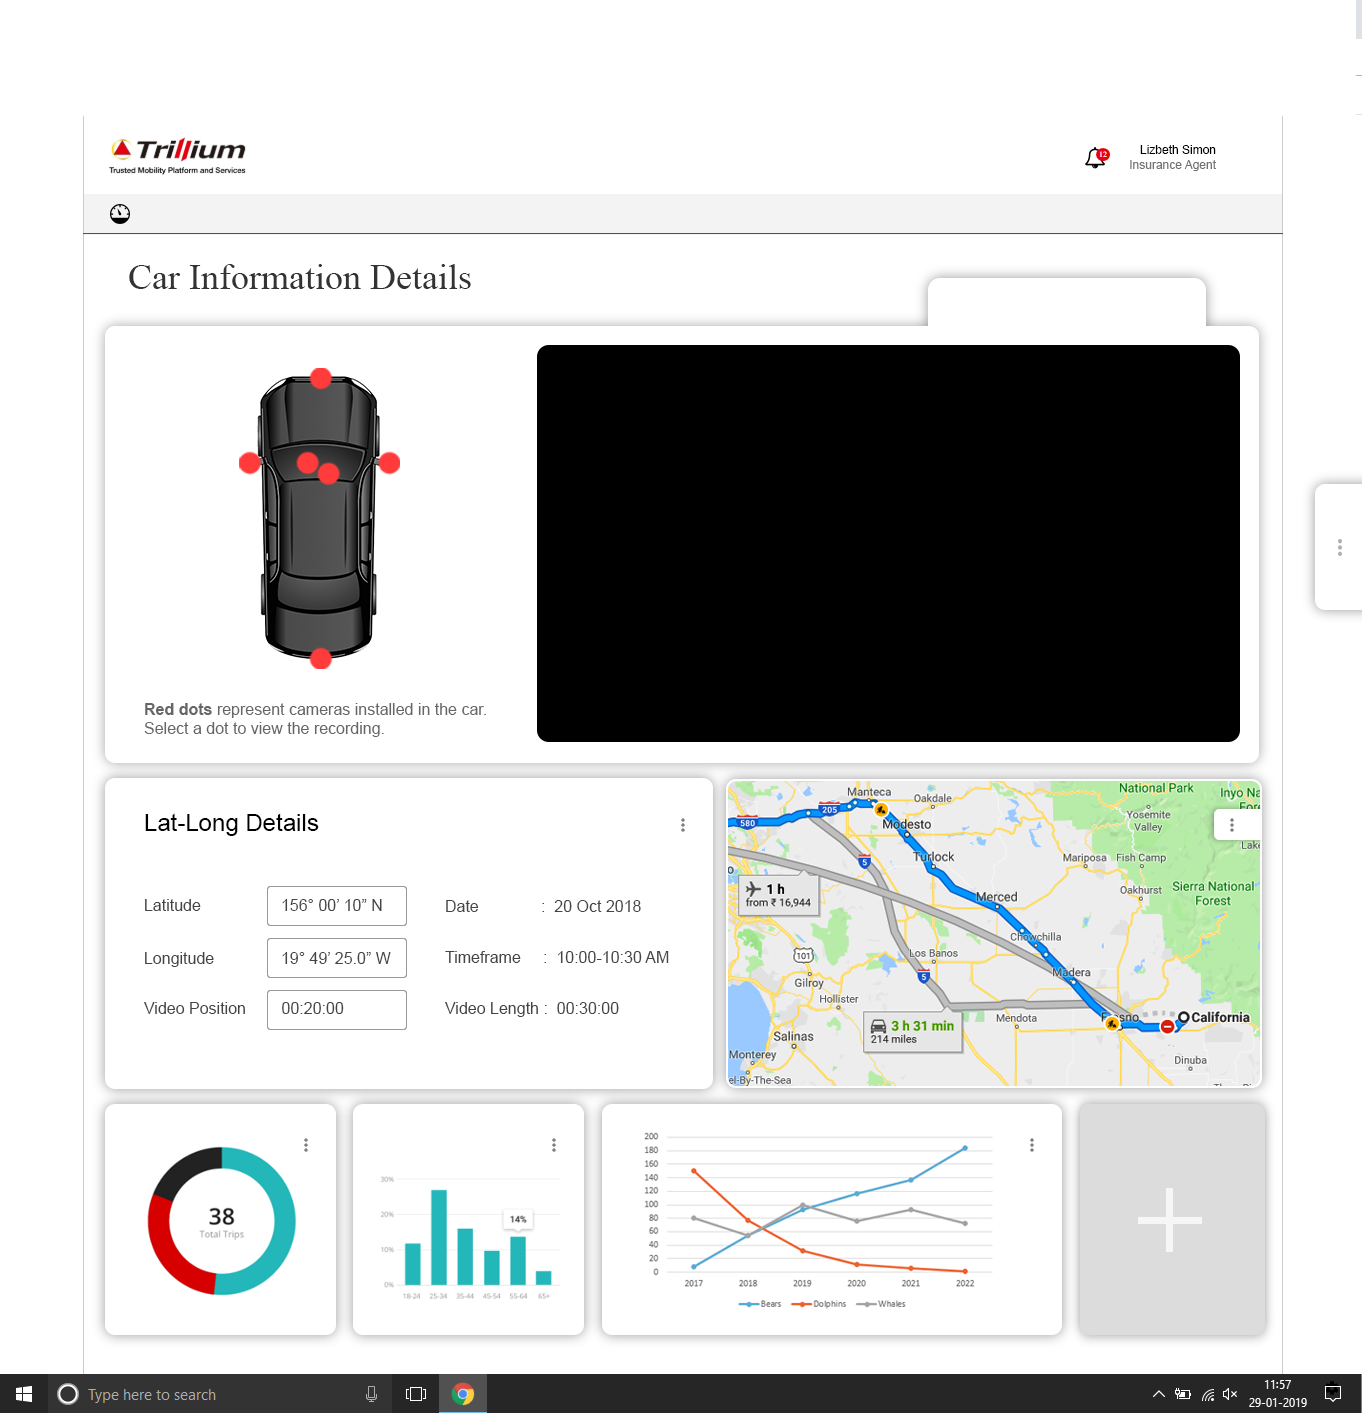 Trillium
Trusted Mobility Platform and Services
12
Lizbeth Simon
Insurance Agent
Car Information Details
Red dots represent cameras installed in the car.
Select a dot to view the recording.
Lat-Long Details
Latitude
156° 00’ 10” N
Date : 20 Oct 2018
Longitude
19° 49’ 25.0” W
Timeframe : 10:00-10:30 AM
Video Position
00:20:00
Video Length : 00:30:00
National Park
Inyo Na
Manteca
Oakdale
Yosemite
Valley
580
205
Modesto
5
Turlock
Mariposa
Fish Camp
Lake
1 h
from ₹ 16,944
Merced
Oakhurst
Sierra National
Forest
Chowchilla
101
Los Banos
5
Madera
Gilroy
Hollister
Mendota
California
3 h 31 min
214 miles
Salinas
Monterey
Dinuba
el-By-The-Sea
38
Total Trips
30%
20%
10%
0%
14%
18-24 25-34 35-44 45-54 55-64 65+
200
180
160
140
120
100
80
60
40
20
0
2017 2018 2019 2020 2021 2022
Bears Dolphins Whales
Type here to search
11:57
29-01-2019